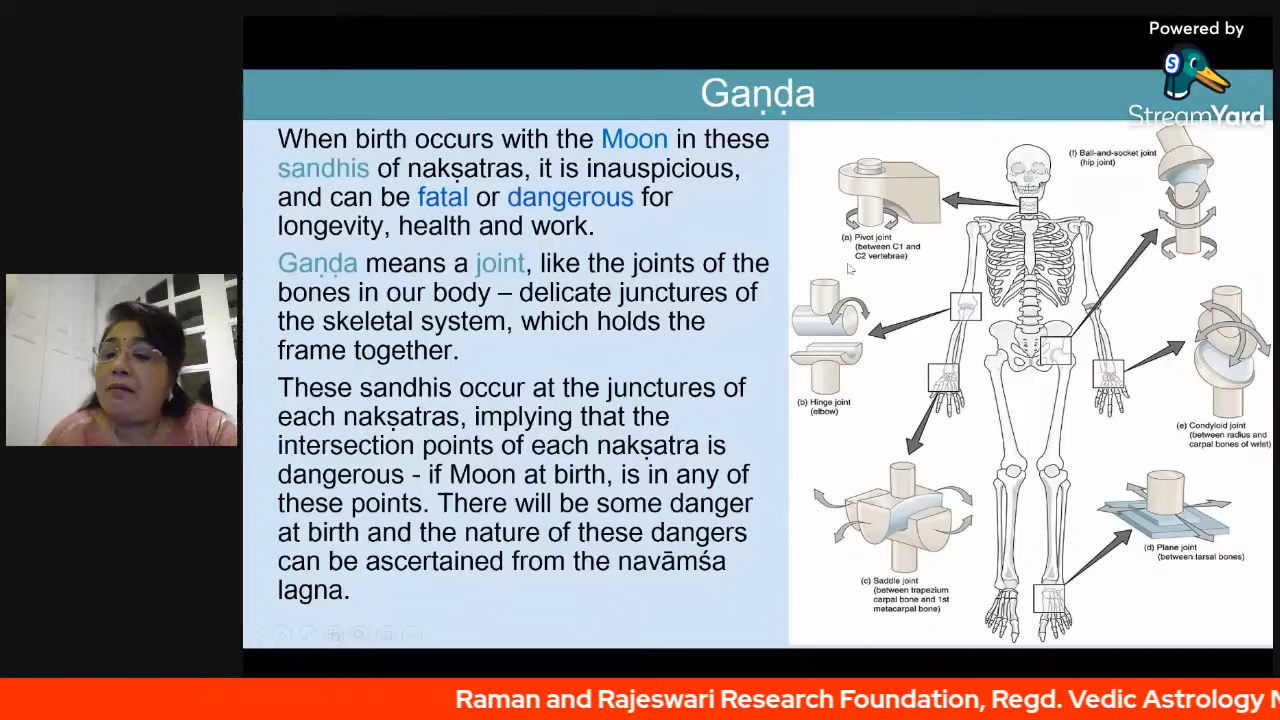 Powered by
S
StreamYard
Gaṇḍa
When birth occurs with the Moon in these
sandhis of nakṣatras, it is inauspicious,
and can be fatal or dangerous for
longevity, health and work.
Gaṇḍa means a joint, like the joints of the
bones in our body – delicate junctures of
the skeletal system, which holds the
frame together.
These sandhis occur at the junctures of
each nakṣatras, implying that the
intersection points of each nakṣatra is
dangerous - if Moon at birth, is in any of
these points. There will be some danger
at birth and the nature of these dangers
can be ascertained from the navāmśa
lagna.
(a) Pivot joint
(between C1 and
C2 vertebrae)
(b) Hinge joint
(elbow)
(c) Saddle joint
(between trapezium
carpal bone and 1st
metacarpal bone)
(f) Ball-and-socket joint
(hip joint)
(e) Condyloid joint
(between radius and
carpal bones of wrist)
(d) Plane joint
(between tarsal bones)
Raman and Rajeswari Research Foundation, Regd. Vedic Astrology